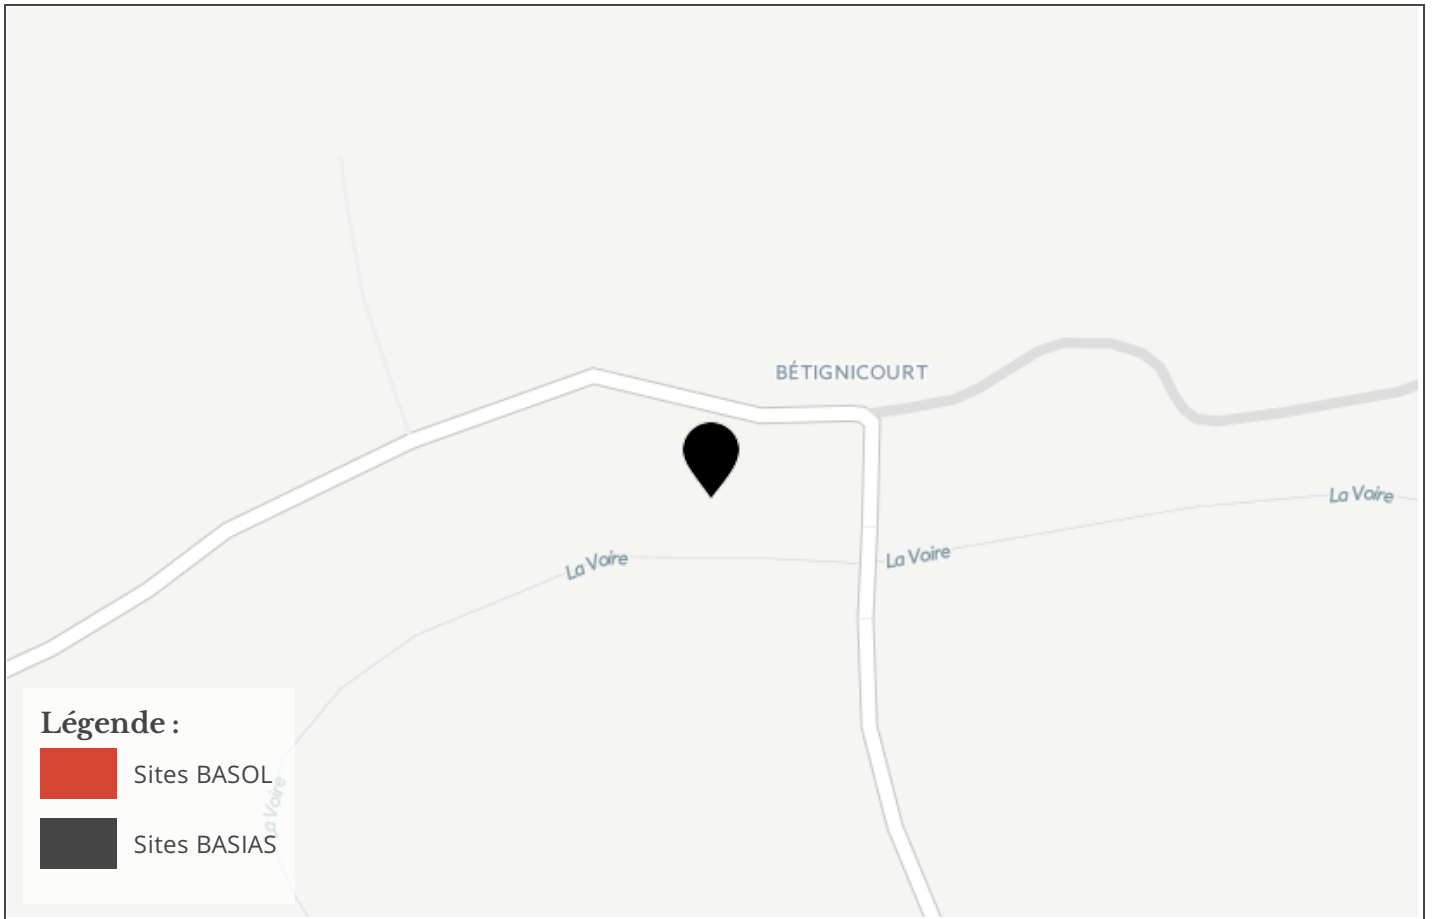 BÉTIGNICOURT
La Voire
La Voire
La Voire
Légende :
Sites BASOL
La Voire
Sites BASIAS